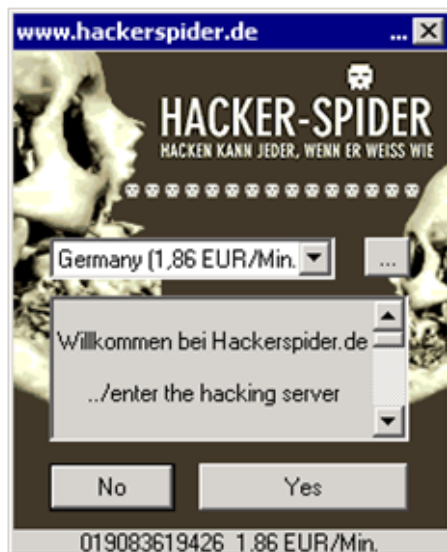 www.hackerspider.de ...
HACKER-SPIDER
HACKEN KANN JEDER, WENN ER WEISS WIE
Germany (1,86 EUR/Min.
...
Willkommen bei Hackerspider.de
../enter the hacking server
No
Yes
019083619426 1.86 EUR/Min.